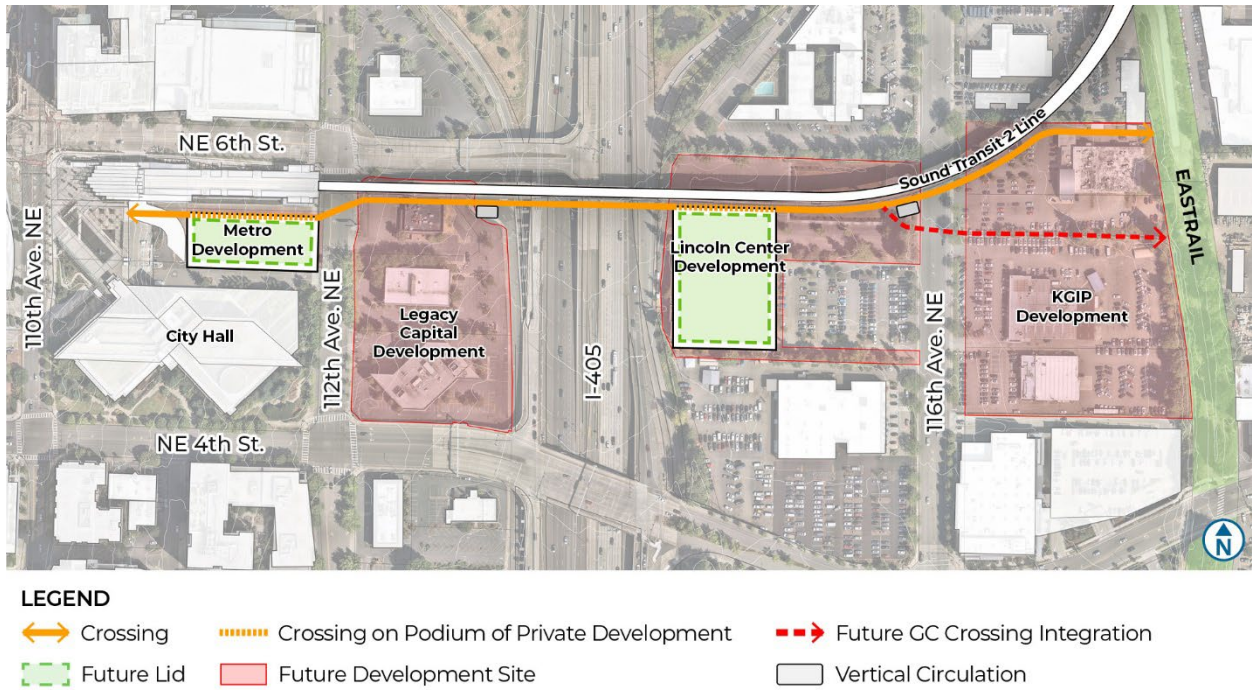 NE 6th St.
Sound Transit 2 Line
EASTRAIL
Metro
Development
Lincoln Center
Development
110th Ave. NE
City Hall
112th Ave. NE
Legacy
Capital
Development
I-405
116th Ave. NE
KGIP
Development
NE 4th St.
N
LEGEND
Crossing
Crossing on Podium of Private Development
Future GC Crossing Integration
Future Lid
Future Development Site
Vertical Circulation